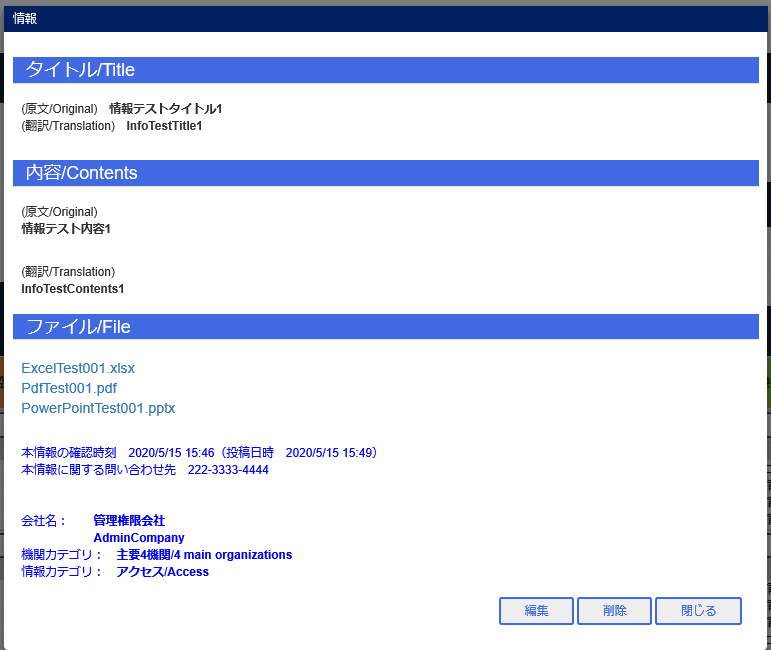 情報
タイトル/Title
(原文/Original) 情報テストタイトル1
(翻訳/Translation) InfoTestTitle1
内容/Contents
(原文/Original)
情報テスト内容1
(翻訳/Translation)
InfoTestContents1
ファイル/File
ExcelTest001.xlsx
PdfTest001.pdf
PowerPointTest001.pptx
本情報の確認時刻 2020/5/15 15:46（投稿日時 2020/5/15 15:49）
本情報に関する問い合わせ先 222-3333-4444
会社名： 管理権限会社
AdminCompany
機関カテゴリ： 主要4機関/4 main organizations
情報カテゴリ： アクセス/Access
編集 削除 閉じる